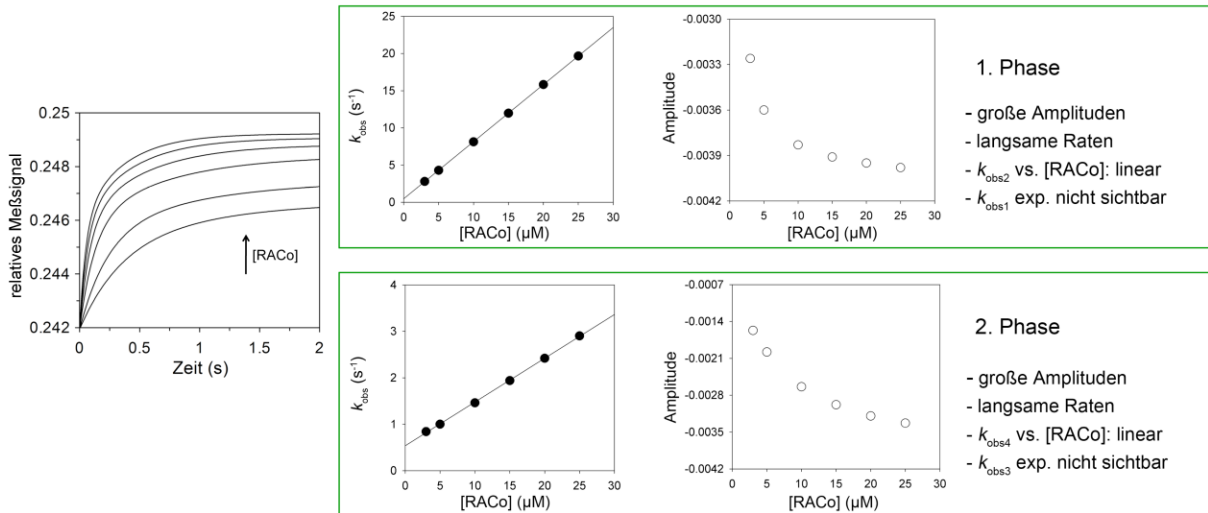 relatives Meßsignal
0.25
0.248
0.246
0.244
0.242
[RACo]
0
0.5
1
1.5
2
Zeit (s)
k_obs (s⁻¹)
25
20
15
10
5
0
0
5
10
15
20
25
30
[RACo] (µM)
Amplitude
-0.0030
-0.0033
-0.0036
-0.0039
-0.0042
0
5
10
15
20
25
30
[RACo] (µM)
1. Phase
- große Amplituden
- langsame Raten
- k_obs2 vs. [RACo]: linear
- k_obs1 exp. nicht sichtbar
k_obs (s⁻¹)
4
3
2
1
0
0
5
10
15
20
25
30
[RACo] (µM)
Amplitude
-0.0007
-0.0014
-0.0021
-0.0028
-0.0035
-0.0042
0
5
10
15
20
25
30
[RACo] (µM)
2. Phase
- große Amplituden
- langsame Raten
- k_obs4 vs. [RACo]: linear
- k_obs3 exp. nicht sichtbar